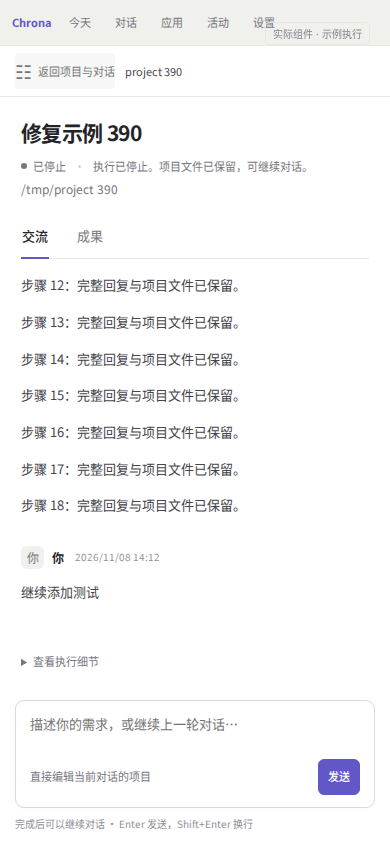 Chrona 今天 对话 应用 活动 设置
实际组件 · 示例执行
返回项目与对话 project390
修复示例 390
已停止 · 执行已停止。项目文件已保留，可继续对话。
/tmp/project 390
交流 成果
步骤 12：完整回复与项目文件已保留。
步骤 13：完整回复与项目文件已保留。
步骤 14：完整回复与项目文件已保留。
步骤 15：完整回复与项目文件已保留。
步骤 16：完整回复与项目文件已保留。
步骤 17：完整回复与项目文件已保留。
步骤 18：完整回复与项目文件已保留。
你 你 2026/11/08 14:12
继续添加测试
▶ 查看执行细节
描述你的需求，或继续上一轮对话…
直接编辑当前对话的项目 发送
完成后可以继续对话 · Enter 发送，Shift+Enter 换行